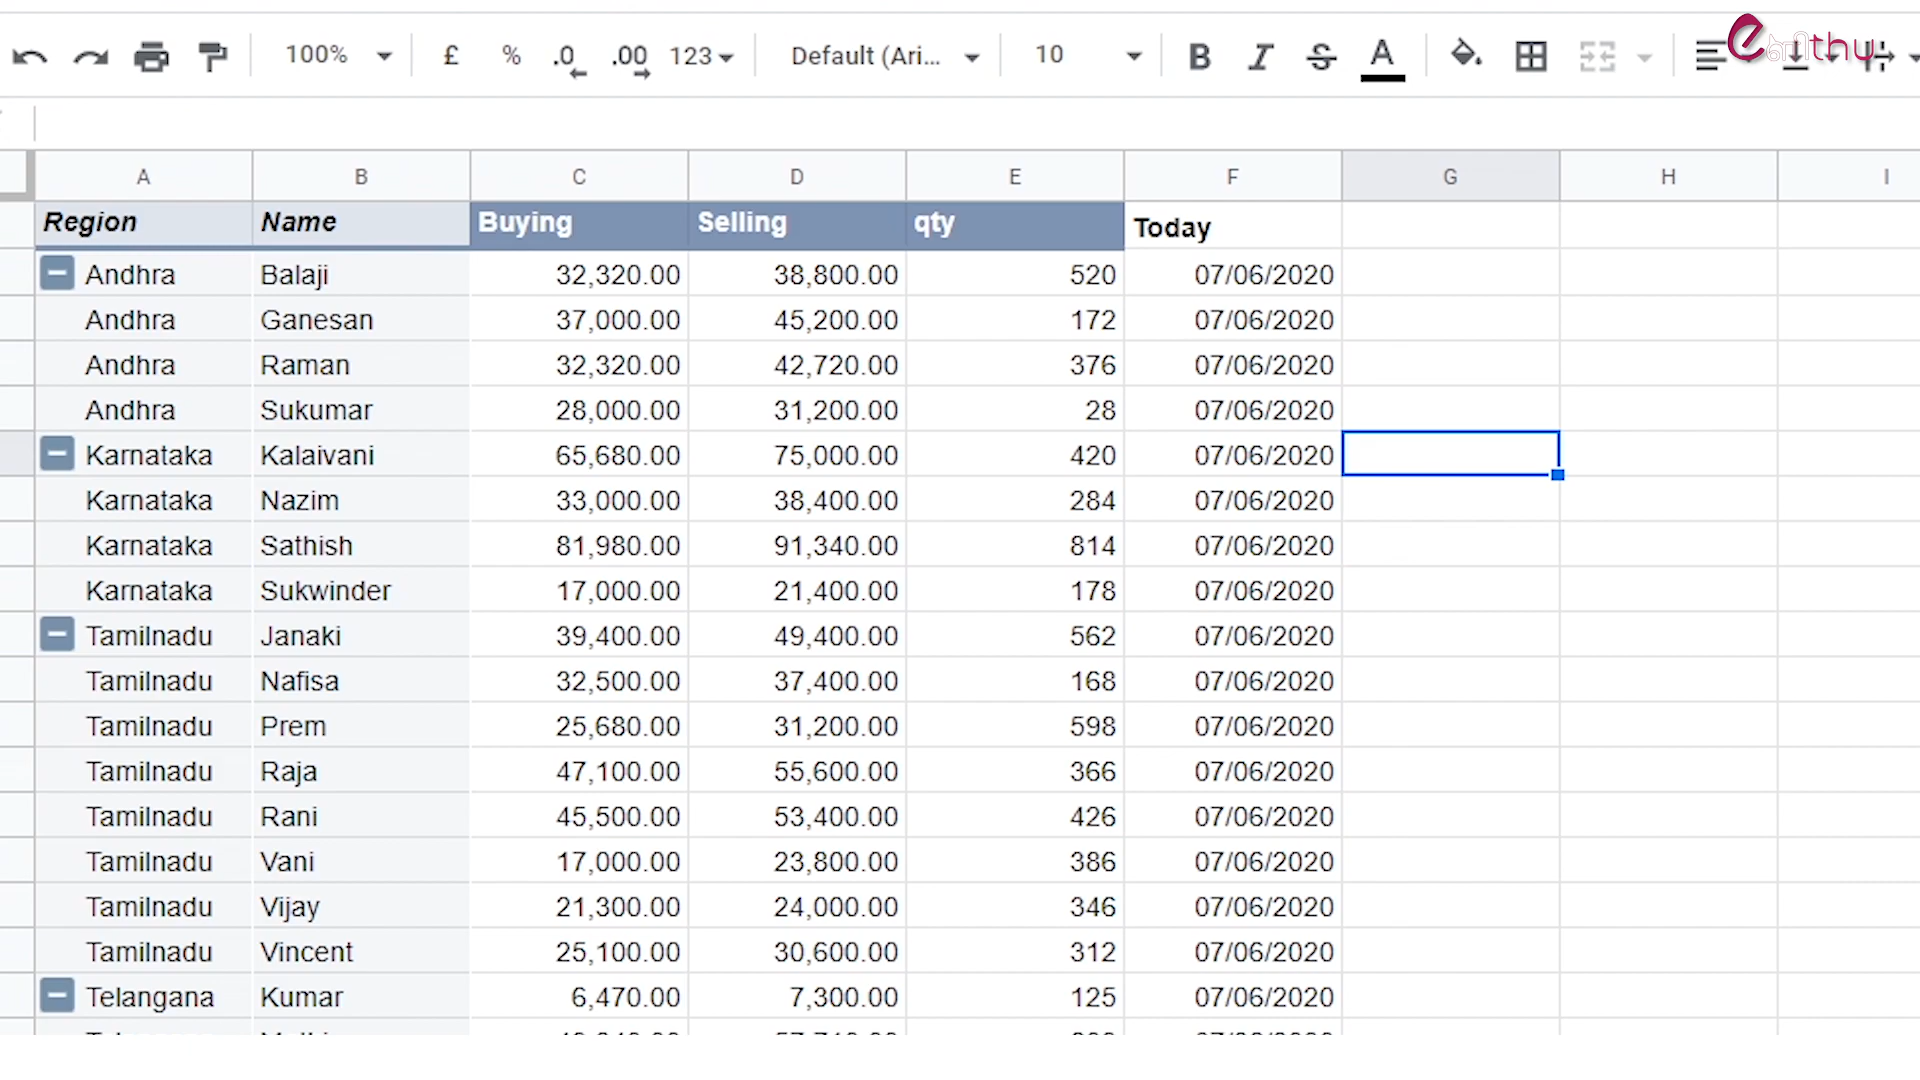 எளிthu
100% £ % .0 .00 123 Default (Ari... 10 B I S A
A B C D E F G H I
Region Name Buying Selling qty Today
Andhra Balaji 32,320.00 38,800.00 520 07/06/2020
Andhra Ganesan 37,000.00 45,200.00 172 07/06/2020
Andhra Raman 32,320.00 42,720.00 376 07/06/2020
Andhra Sukumar 28,000.00 31,200.00 28 07/06/2020
Karnataka Kalaivani 65,680.00 75,000.00 420 07/06/2020
Karnataka Nazim 33,000.00 38,400.00 284 07/06/2020
Karnataka Sathish 81,980.00 91,340.00 814 07/06/2020
Karnataka Sukwinder 17,000.00 21,400.00 178 07/06/2020
Tamilnadu Janaki 39,400.00 49,400.00 562 07/06/2020
Tamilnadu Nafisa 32,500.00 37,400.00 168 07/06/2020
Tamilnadu Prem 25,680.00 31,200.00 598 07/06/2020
Tamilnadu Raja 47,100.00 55,600.00 366 07/06/2020
Tamilnadu Rani 45,500.00 53,400.00 426 07/06/2020
Tamilnadu Vani 17,000.00 23,800.00 386 07/06/2020
Tamilnadu Vijay 21,300.00 24,000.00 346 07/06/2020
Tamilnadu Vincent 25,100.00 30,600.00 312 07/06/2020
Telangana Kumar 6,470.00 7,300.00 125 07/06/2020